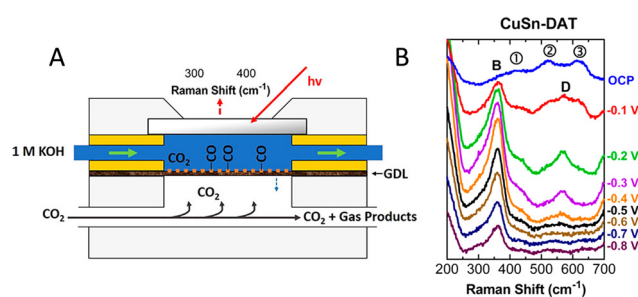 A
300 400
Raman Shift (cm⁻¹)
hν
1 M KOH
CO₂
CO
CO
CO
GDL
CO₂
CO₂
CO₂ + Gas Products
B
CuSn-DAT
B
①
②
③
D
OCP
-0.1 V
-0.2 V
-0.3 V
-0.4 V
-0.5 V
-0.6 V
-0.7 V
-0.8 V
200 300 400 500 600 700
Raman Shift (cm⁻¹)